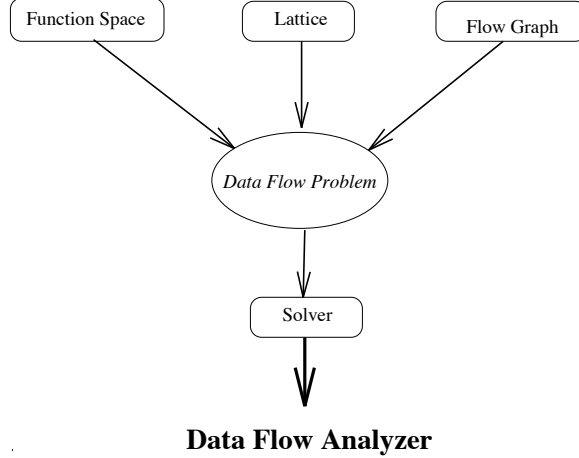 Function Space
Lattice
Flow Graph
Data Flow Problem
Solver
Data Flow Analyzer